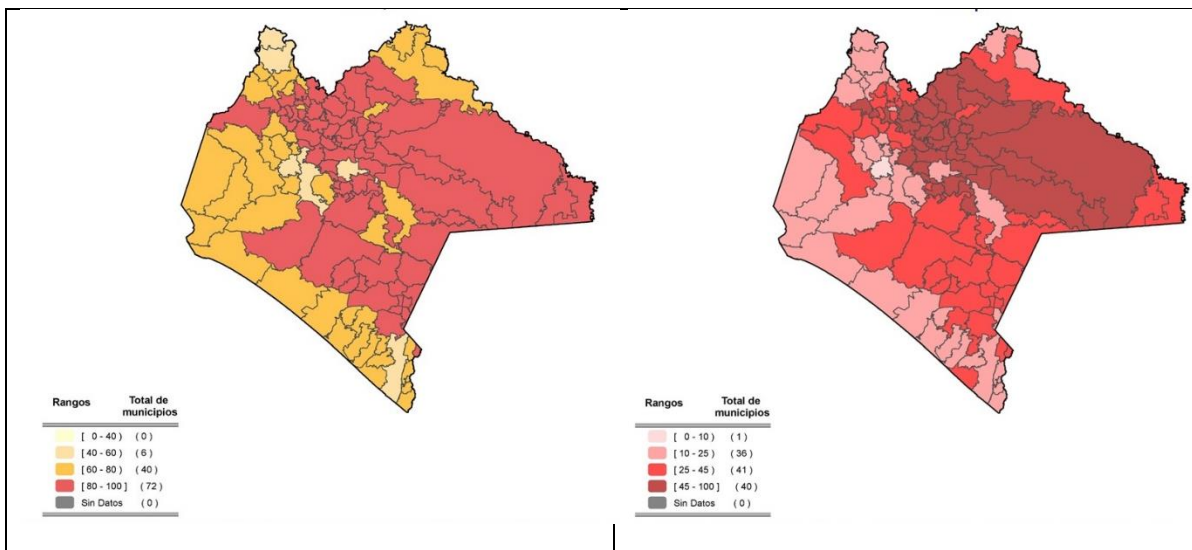 Rangos Total de municipios
[ 0 - 40 ) ( 0 )
[ 40 - 60 ) ( 6 )
[ 60 - 80 ) ( 40 )
[ 80 - 100 ] ( 72 )
Sin Datos ( 0 )
Rangos Total de municipios
[ 0 - 10 ) ( 1 )
[ 10 - 25 ) ( 36 )
[ 25 - 45 ) ( 41 )
[ 45 - 100 ] ( 40 )
Sin Datos ( 0 )